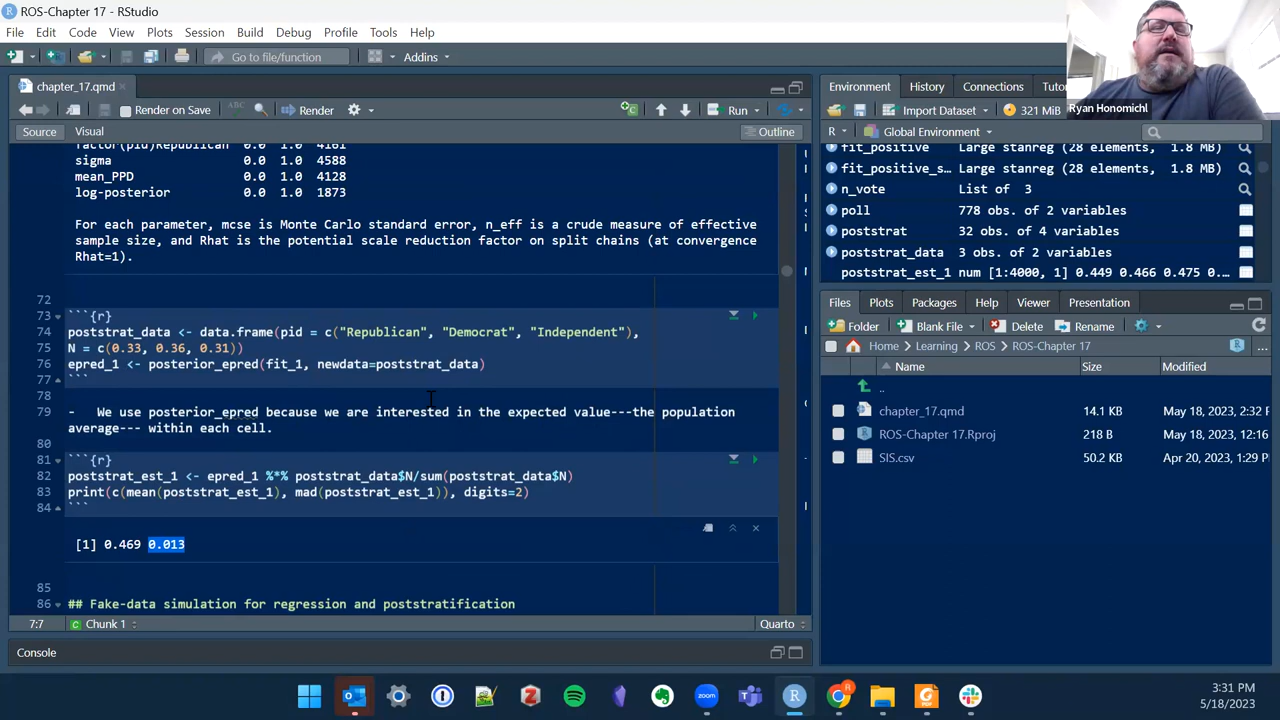 ROS-Chapter 17 - RStudio
File Edit Code View Plots Session Build Debug Profile Tools Help
Go to file/function Addins
chapter_17.qmd
Render on Save ABC Render Run
Source Visual Outline
factor(pid)Republican 0.0 1.0 4161
sigma 0.0 1.0 4588
mean_PPD 0.0 1.0 4128
log-posterior 0.0 1.0 1873
For each parameter, mcse is Monte Carlo standard error, n_eff is a crude measure of effective
sample size, and Rhat is the potential scale reduction factor on split chains (at convergence
Rhat=1).
72
73 ```{r}
74 poststrat_data <- data.frame(pid = c("Republican", "Democrat", "Independent"),
75 N = c(0.33, 0.36, 0.31))
76 epred_1 <- posterior_epred(fit_1, newdata=poststrat_data)
77 ```
78
79 - We use posterior_epred because we are interested in the expected value---the population
average--- within each cell.
80
81 ```{r}
82 poststrat_est_1 <- epred_1 %*% poststrat_data$N/sum(poststrat_data$N)
83 print(c(mean(poststrat_est_1), mad(poststrat_est_1)), digits=2)
84 ```
[1] 0.469 0.013
85
86 ## Fake-data simulation for regression and poststratification
7:7 Chunk 1 Quarto
Console
Environment History Connections Tutor
Import Dataset 321 MiB
R Global Environment
fit_positive Large stanreg (28 elements, 1.8 MB)
fit_positive_s… Large stanreg (28 elements, 1.8 MB)
n_vote List of 3
poll 778 obs. of 2 variables
poststrat 32 obs. of 4 variables
poststrat_data 3 obs. of 2 variables
poststrat_est_1 num [1:4000, 1] 0.449 0.466 0.475 0...
Files Plots Packages Help Viewer Presentation
Folder Blank File Delete Rename
Home Learning ROS ROS-Chapter 17 ...
Name Size Modified
..
chapter_17.qmd 14.1 KB May 18, 2023, 2:32 P
ROS-Chapter 17.Rproj 218 B May 18, 2023, 12:16
SIS.csv 50.2 KB Apr 20, 2023, 1:29 P
Ryan Honomichl
3:31 PM
5/18/2023